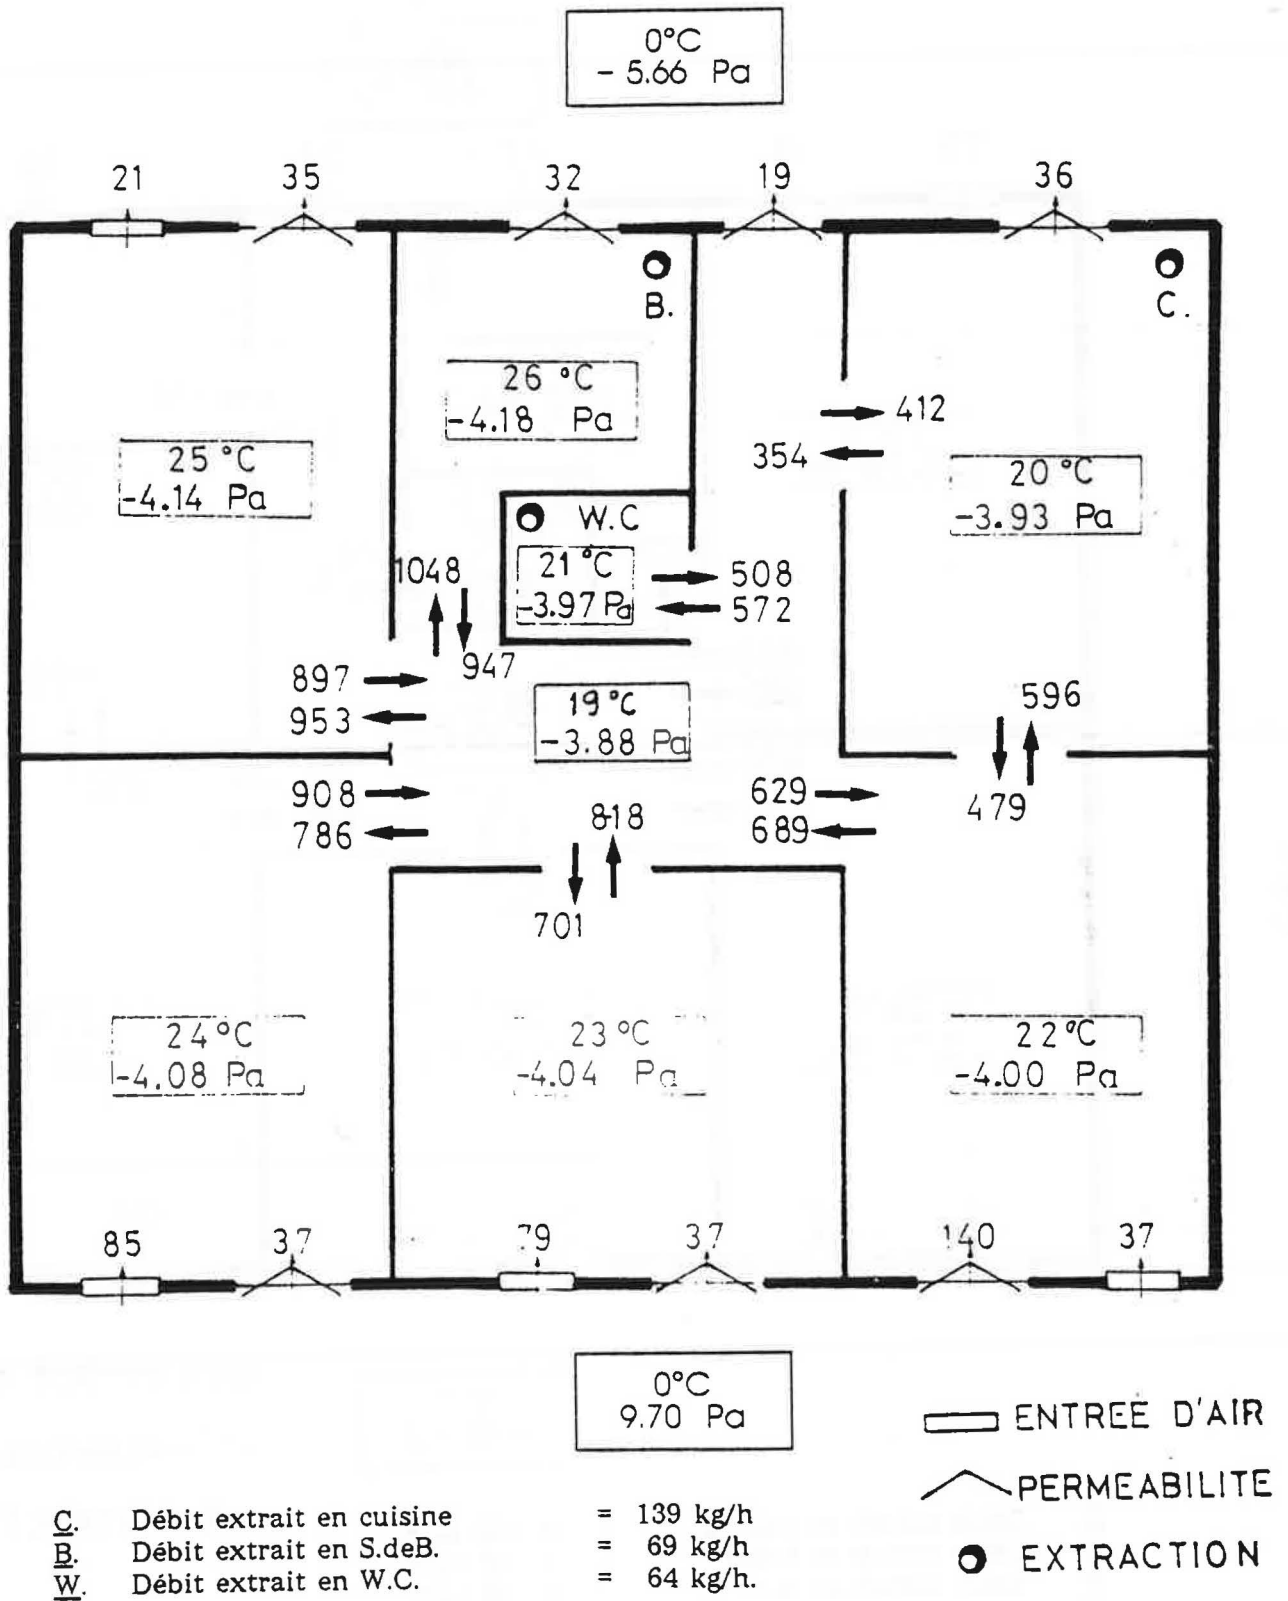 0°C
- 5.66 Pa
21 35 32 19 36
B. C.
26 °C
-4.18 Pa
412
25 °C
-4.14 Pa
354
20 °C
-3.93 Pa
W.C
21 °C
-3.97 Pa
1048
508
572
947
897
953
19 °C
-3.88 Pa
596
908
786
818
629
689
479
701
24 °C
-4.08 Pa
23 °C
-4.04 Pa
22 °C
-4.00 Pa
85 37 79 37 140 37
0°C
9.70 Pa
ENTREE D'AIR
PERMEABILITE
EXTRACTION
C. Débit extrait en cuisine = 139 kg/h
B. Débit extrait en S.deB. = 69 kg/h
W. Débit extrait en W.C. = 64 kg/h.